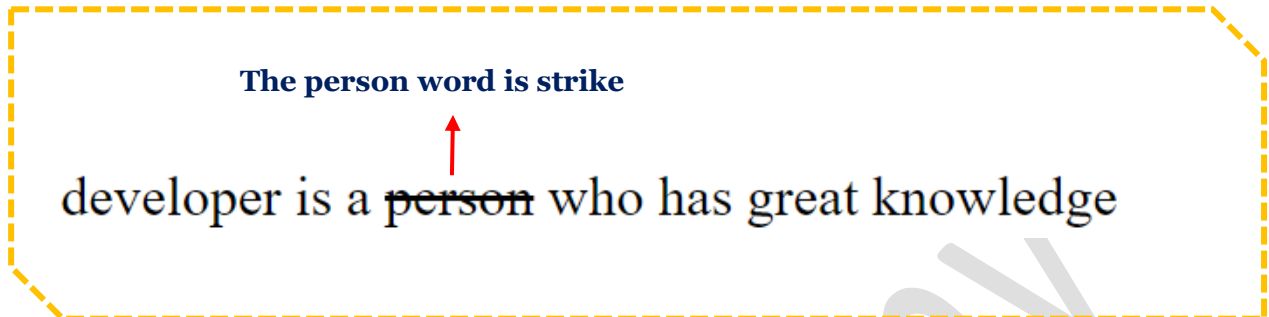 The person word is strike
developer is a person who has great knowledge